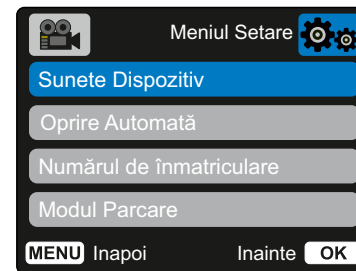 Meniul Setare
Sunete Dispozitiv
Oprire Automată
Numărul de înmatriculare
Modul Parcare
MENU Inapoi Inainte OK